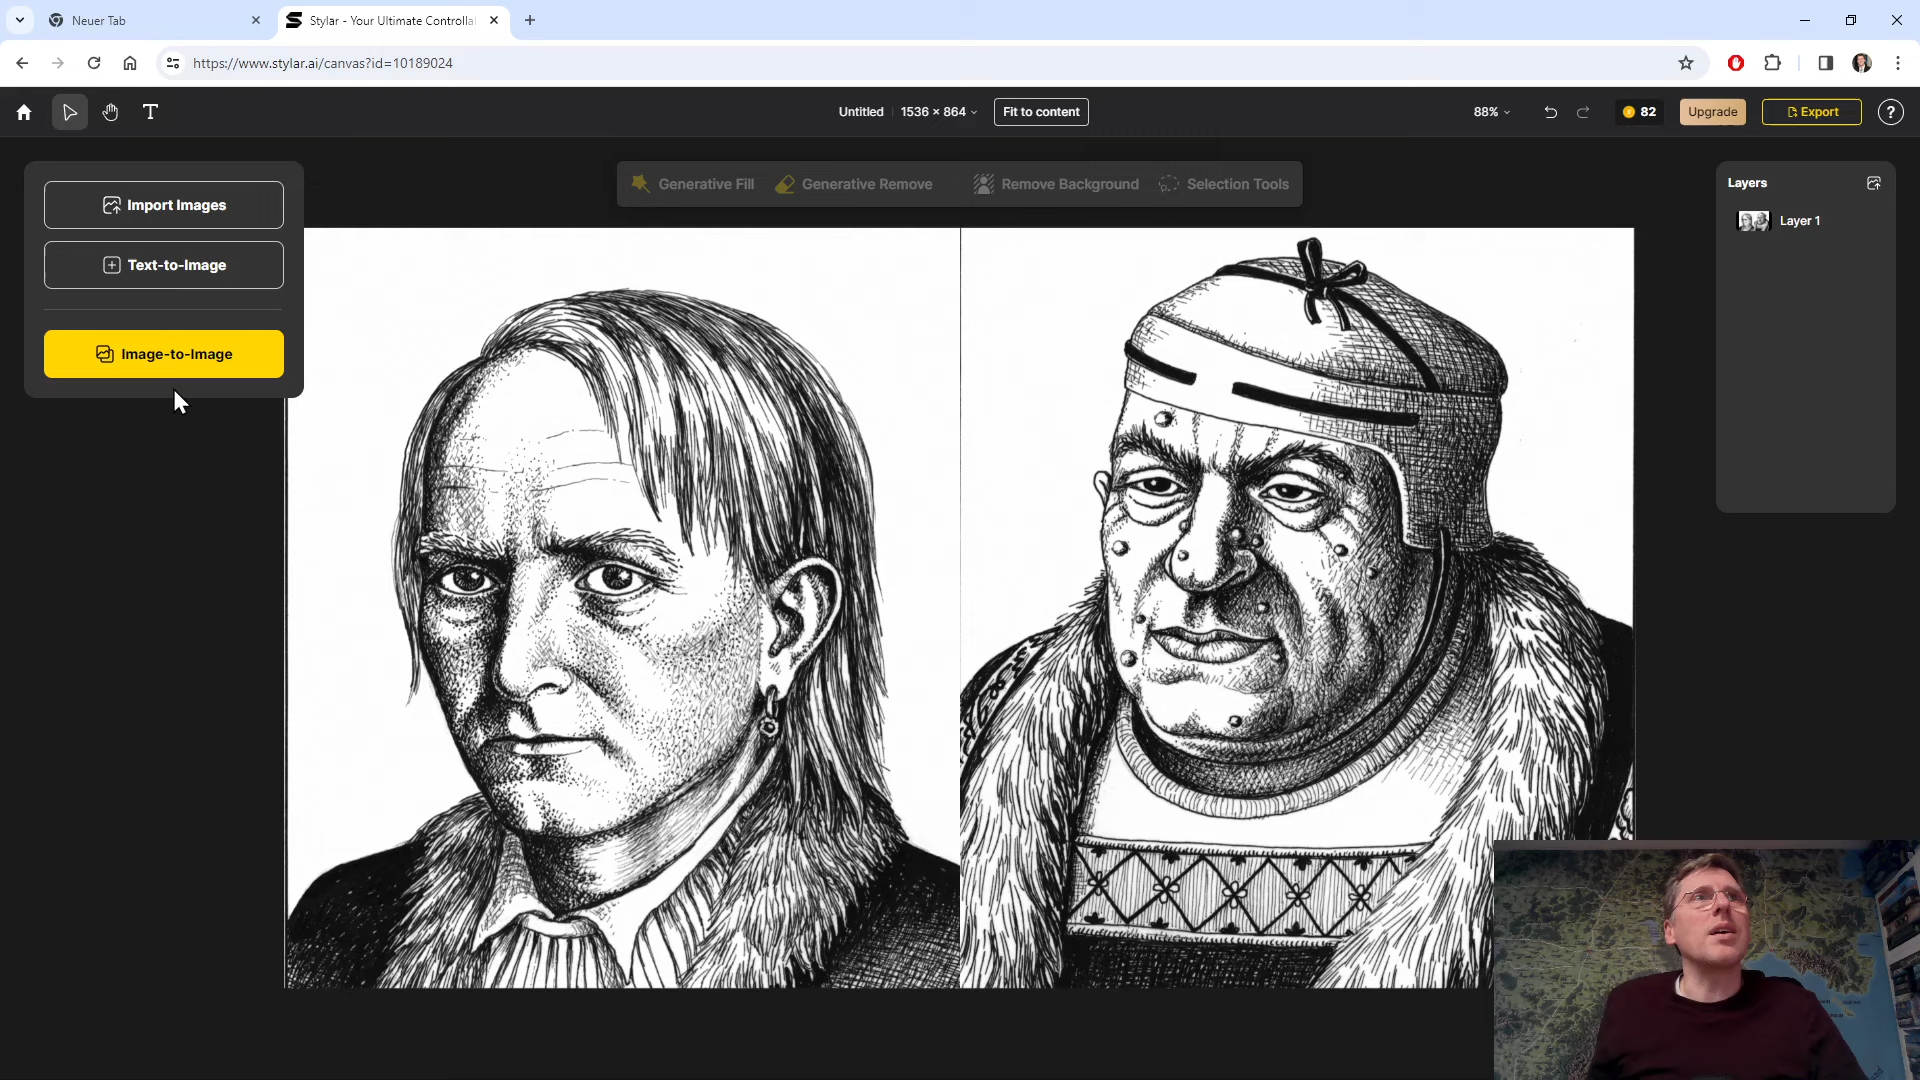 Neuer Tab
Stylar - Your Ultimate Controlla
https://www.stylar.ai/canvas?id=10189024
T
Untitled
1536 × 864
Fit to content
88%
82
Upgrade
Export
?
Import Images
Text-to-Image
Image-to-Image
Generative Fill
Generative Remove
Remove Background
Selection Tools
Layers
Layer 1